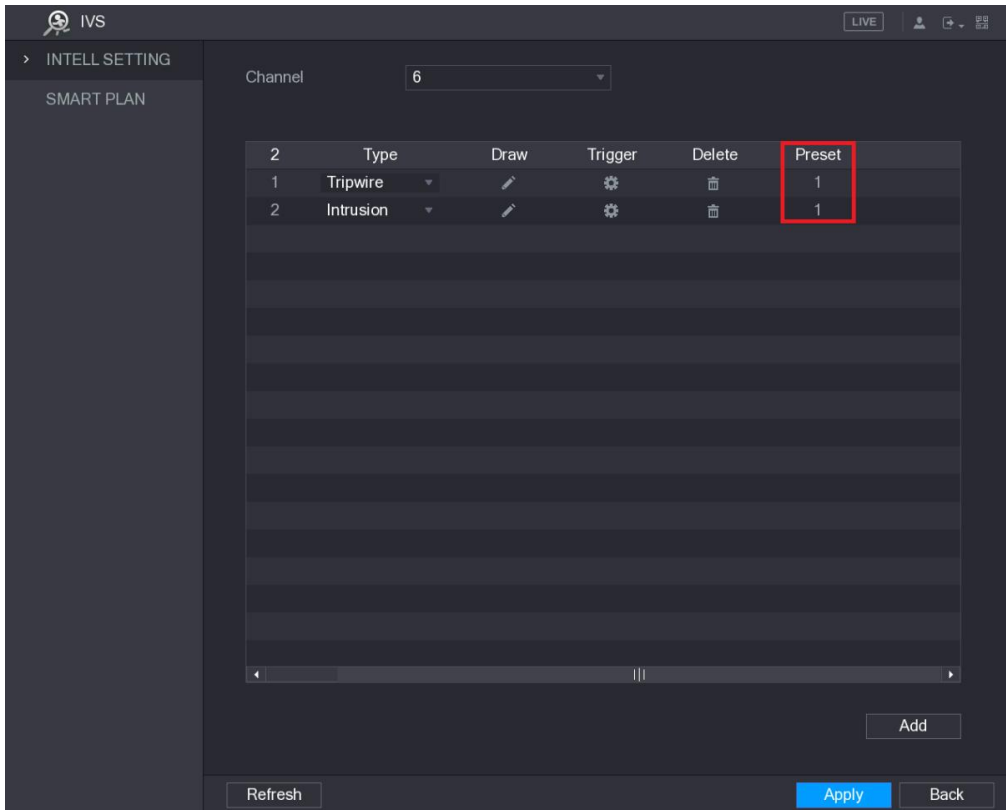 IVS
LIVE
INTELL SETTING
SMART PLAN
Channel 6
2 Type Draw Trigger Delete Preset
1 Tripwire 1
2 Intrusion 1
Add
Refresh Apply Back